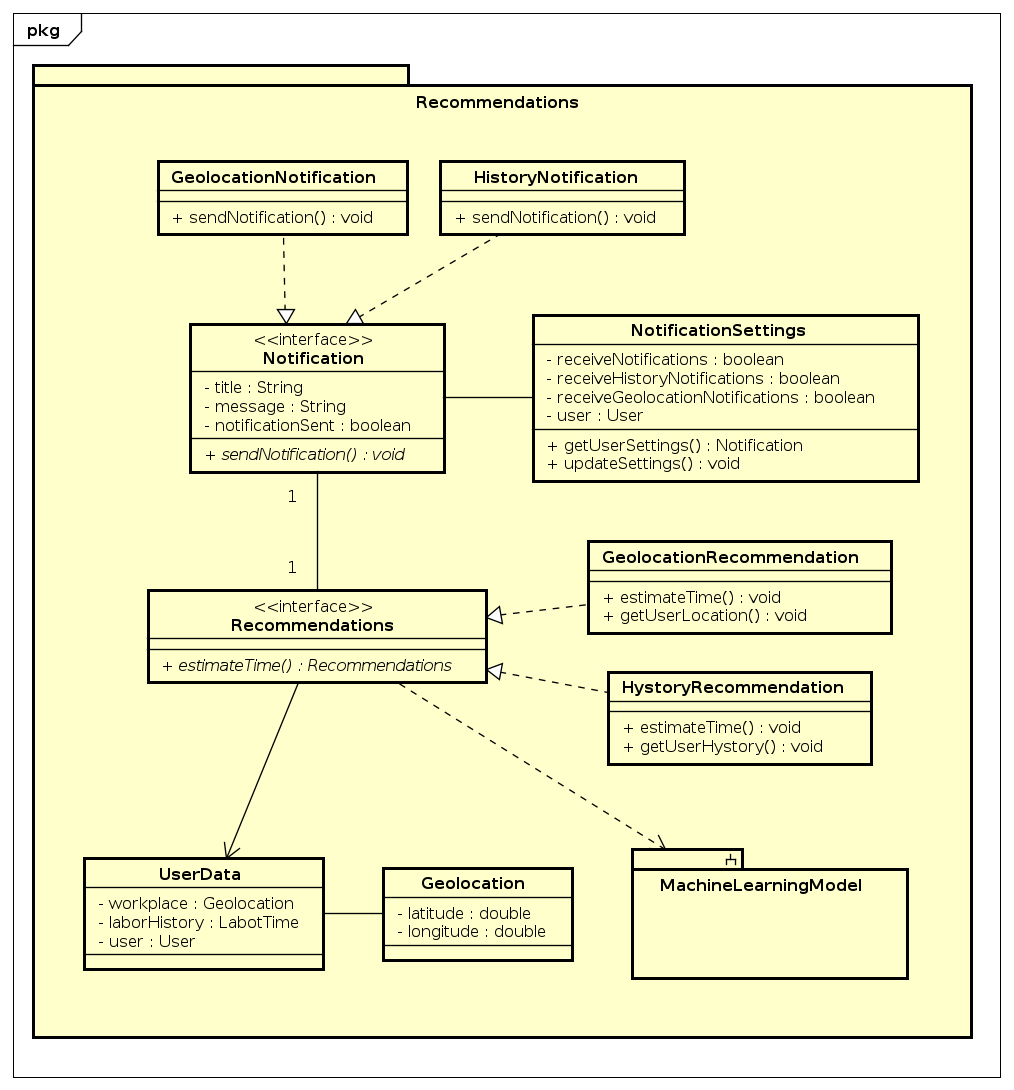 pkg
Recommendations
GeolocationNotification
+ sendNotification() : void
HistoryNotification
+ sendNotification() : void
<<interface>>
Notification
- title : String
- message : String
- notificationSent : boolean
+ sendNotification() : void
NotificationSettings
- receiveNotifications : boolean
- receiveHistoryNotifications : boolean
- receiveGeolocationNotifications : boolean
- user : User
+ getUserSettings() : Notification
+ updateSettings() : void
1
1
<<interface>>
Recommendations
+ estimateTime() : Recommendations
GeolocationRecommendation
+ estimateTime() : void
+ getUserLocation() : void
HystoryRecommendation
+ estimateTime() : void
+ getUserHystory() : void
UserData
- workplace : Geolocation
- laborHistory : LabotTime
- user : User
Geolocation
- latitude : double
- longitude : double
MachineLearningModel